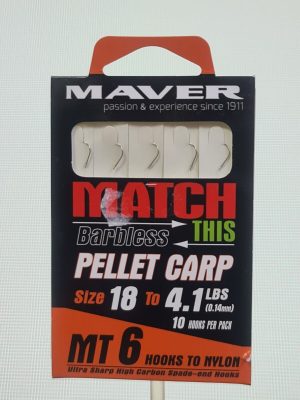 MAVER
passion & experience since 1911
MATCH
Barbless THIS
PELLET CARP
Size 18 To 4.1 LBS
(0.14mm)
10 HOOKS PER PACK
MT 6 HOOKS TO NYLON
Ultra Sharp High Carbon Spade-end Hooks